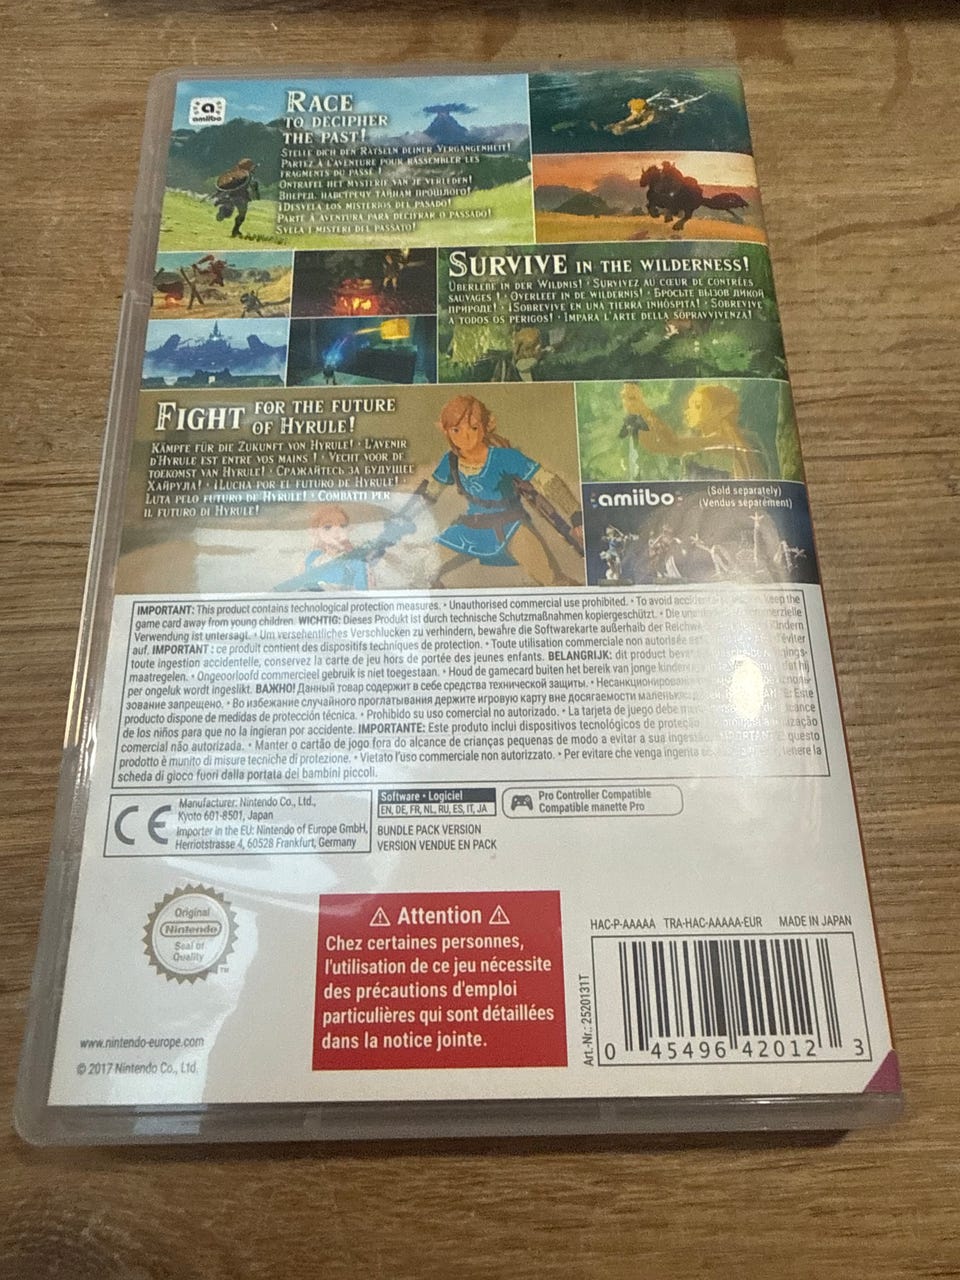 amiibo
RACE
TO DECIPHER
THE PAST!
STELLE DICH DEN RÄTSELN DEINER VERGANGENHEIT!
PARTEZ À L'AVENTURE POUR RASSEMBLER LES
FRAGMENTS DU PASSÉ !
ONTRAFEL HET MYSTERIE VAN JE VERLEDEN!
ВПЕРЕД, НАВСТРЕЧУ ТАЙНАМ ПРОШЛОГО!
¡DESVELA LOS MISTERIOS DEL PASADO!
PARTE À AVENTURA PARA DECIFRAR O PASSADO!
SVELA I MISTERI DEL PASSATO!
SURVIVE IN THE WILDERNESS!
ÜBERLEBE IN DER WILDNIS! · SURVIVEZ AU CŒUR DE CONTRÉES
SAUVAGES ! · OVERLEEF IN DE WILDERNIS! · БРОСЬТЕ ВЫЗОВ ДИКОЙ
ПРИРОДЕ! · ¡SOBREVIVE EN UNA TIERRA INHÓSPITA! · SOBREVIVE
A TODOS OS PERIGOS! · IMPARA L'ARTE DELLA SOPRAVVIVENZA!
FIGHT FOR THE FUTURE
OF HYRULE!
KÄMPFE FÜR DIE ZUKUNFT VON HYRULE! · L'AVENIR
D'HYRULE EST ENTRE VOS MAINS ! · VECHT VOOR DE
TOEKOMST VAN HYRULE! · СРАЖАЙТЕСЬ ЗА БУДУЩЕЕ
ХАЙРУЛА! · ¡LUCHA POR EL FUTURO DE HYRULE! ·
LUTA PELO FUTURO DE HYRULE! · COMBATTI PER
IL FUTURO DI HYRULE!
amiibo (Sold separately)
(Vendus séparément)
IMPORTANT: This product contains technological protection measures. • Unauthorised commercial use prohibited. • To avoid keep the
game card away from young children. WICHTIG: Dieses Produkt ist durch technische Schutzmaßnahmen kopiergeschützt. • Die
Verwendung ist untersagt. • Um versehentliches Verschlucken zu verhindern, bewahre die Softwarekarte außerhalb der Kindern
auf. IMPORTANT : ce produit contient des dispositifs techniques de protection. • Toute utilisation commerciale non autorisée
toute ingestion accidentelle, conservez la carte de jeu hors de portée des jeunes enfants. BELANGRIJK: dit product
maatregelen. • Ongeoorloofd commercieel gebruik is niet toegestaan. • Houd de gamecard buiten het bereik van jonge
per ongeluk wordt ingeslikt. ВАЖНО! Данный товар содержит в себе средства технической защиты. •
зование запрещено. • Во избежание случайного проглатывания держите игровую карту вне досягаемости Este
producto dispone de medidas de protección técnica. • Prohibido su uso comercial no autorizado. • La tarjeta de juego debe
de los niños para que no la ingieran por accidente. IMPORTANTE: Este produto inclui dispositivos tecnológicos de
comercial não autorizada. • Manter o cartão de jogo fora do alcance de crianças pequenas de modo a evitar a sua questo
prodotto è munito di misure tecniche di protezione. • Vietato l'uso commerciale non autorizzato. • Per evitare che venga tenere la
scheda di gioco fuori dalla portata dei bambini piccoli.
CE
Manufacturer: Nintendo Co., Ltd.,
Kyoto 601-8501, Japan
Importer in the EU: Nintendo of Europe GmbH,
Herriotstrasse 4, 60528 Frankfurt, Germany
Software • Logiciel
EN, DE, FR, NL, RU, ES, IT, JA
BUNDLE PACK VERSION
VERSION VENDUE EN PACK
Pro Controller Compatible
Compatible manette Pro
Original
Nintendo
Seal of
Quality
TM
⚠ Attention ⚠
Chez certaines personnes,
l'utilisation de ce jeu nécessite
des précautions d'emploi
particulières qui sont détaillées
dans la notice jointe.
HAC-P-AAAAA TRA-HAC-AAAAA-EUR MADE IN JAPAN
Art.-Nr.: 2520131T
0 45496 42012 3
www.nintendo-europe.com
© 2017 Nintendo Co., Ltd.